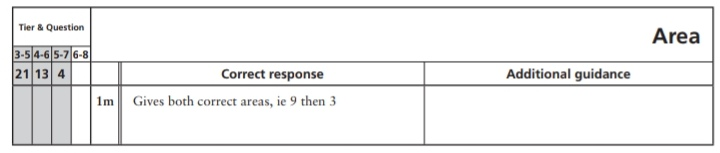 Tier & Question
Area
3-5 4-6 5-7 6-8
21 13 4
Correct response
Additional guidance
1m
Gives both correct areas, ie 9 then 3